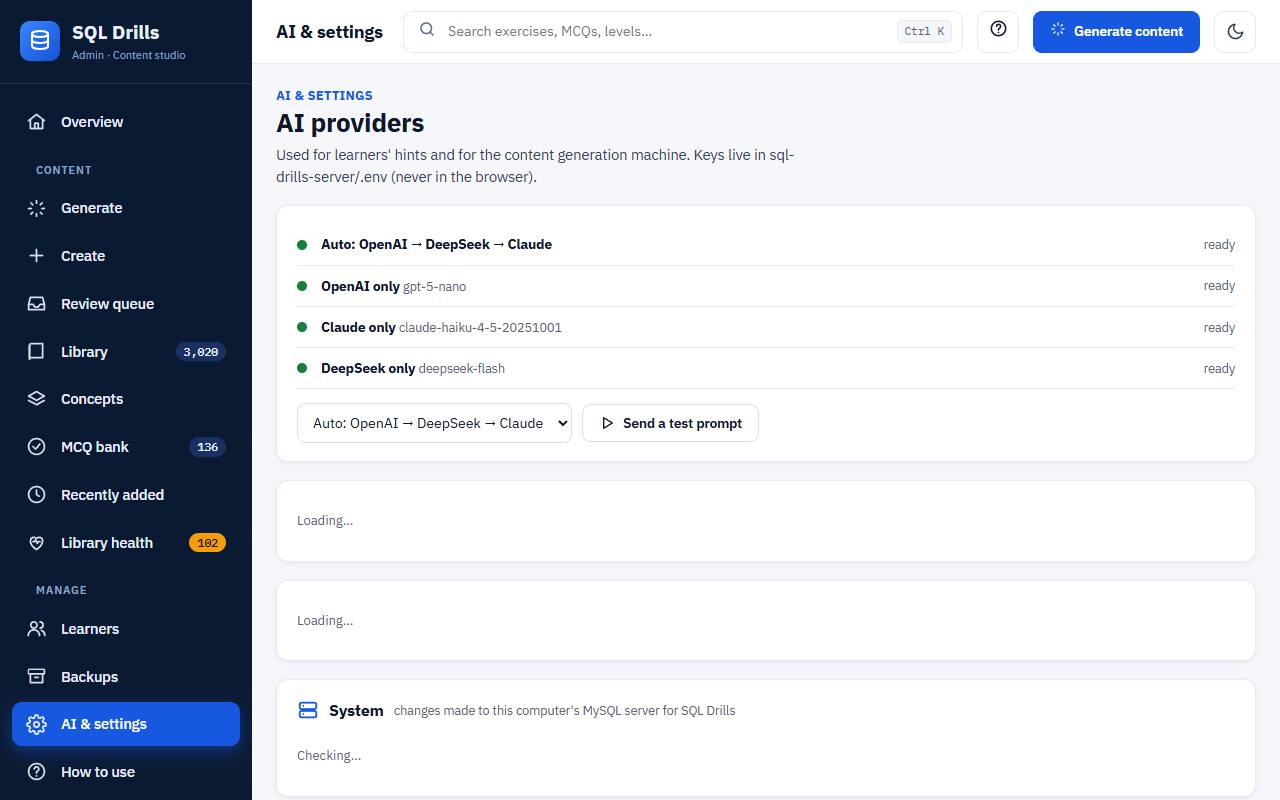 SQL Drills
Admin · Content studio
Overview
CONTENT
Generate
Create
Review queue
Library 3,020
Concepts
MCQ bank 136
Recently added
Library health 102
MANAGE
Learners
Backups
AI & settings
How to use
AI & settings
Search exercises, MCQs, levels...
Ctrl K
Generate content
AI & SETTINGS
AI providers
Used for learners' hints and for the content generation machine. Keys live in sql-
drills-server/.env (never in the browser).
Auto: OpenAI → DeepSeek → Claude ready
OpenAI only gpt-5-nano ready
Claude only claude-haiku-4-5-20251001 ready
DeepSeek only deepseek-flash ready
Auto: OpenAI → DeepSeek → Claude
Send a test prompt
Loading...
Loading...
System changes made to this computer's MySQL server for SQL Drills
Checking...